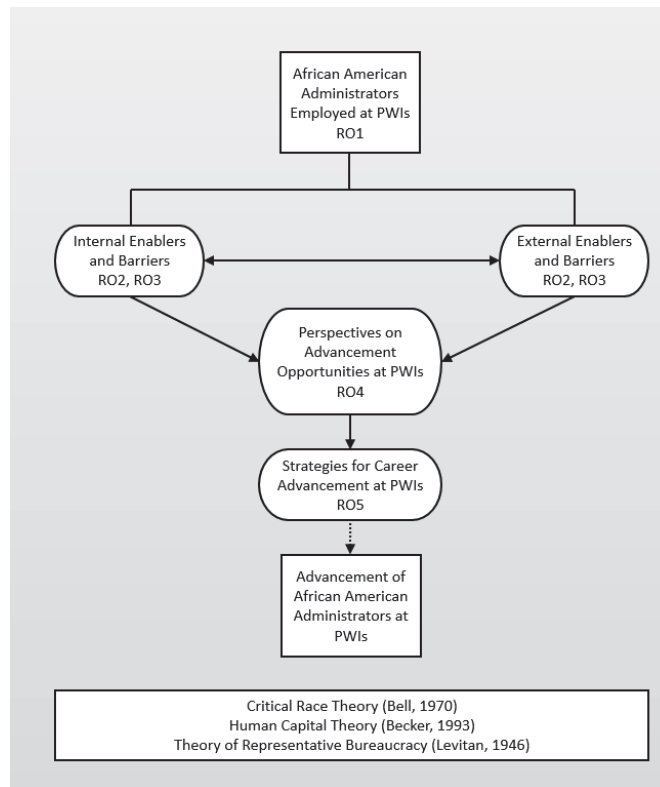 African American
Administrators
Employed at PWIs
RO1
Internal Enablers
and Barriers
RO2, RO3
External Enablers
and Barriers
RO2, RO3
Perspectives on
Advancement
Opportunities at PWIs
RO4
Strategies for Career
Advancement at PWIs
RO5
Advancement of
African American
Administrators at
PWIs
Critical Race Theory (Bell, 1970)
Human Capital Theory (Becker, 1993)
Theory of Representative Bureaucracy (Levitan, 1946)